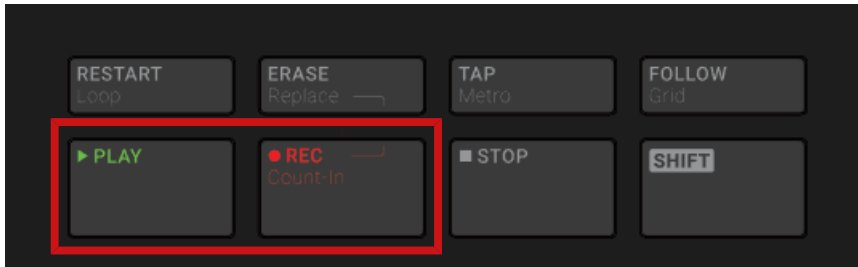 RESTART ERASE TAP FOLLOW
Loop Replace Metro Grid
PLAY REC STOP SHIFT
Count-In